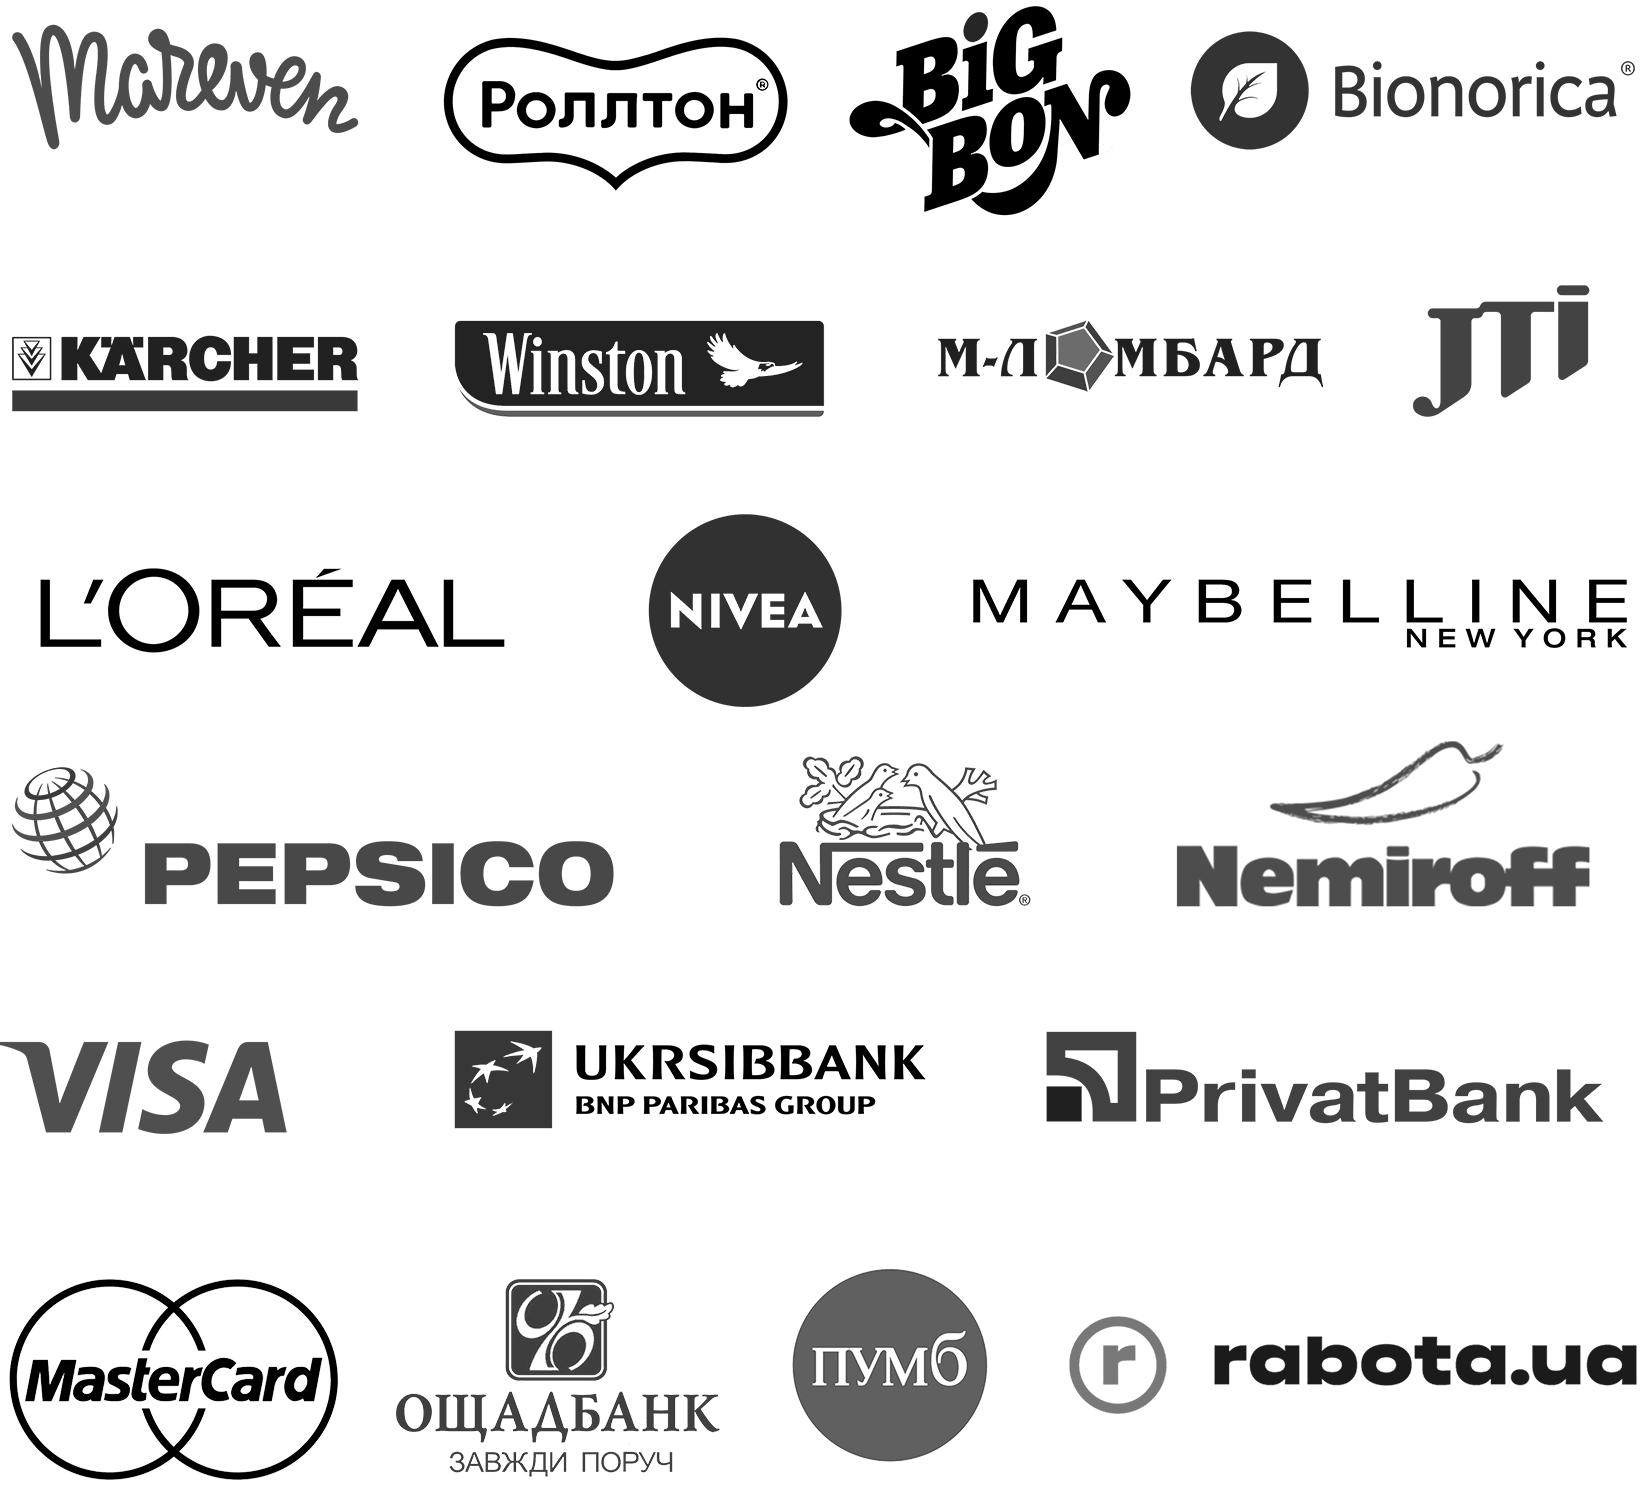 Mareven
Роллтон®
BiG
BON
Bionorica®
KÄRCHER
Winston
М-ЛОМБАРД
JTi
L'ORÉAL
NIVEA
MAYBELLINE
NEW YORK
PEPSICO
Nestlé®
Nemiroff
VISA
UKRSIBBANK
BNP PARIBAS GROUP
PrivatBank
MasterCard
ОЩАДБАНК
ЗАВЖДИ ПОРУЧ
ПУМБ
r rabota.ua